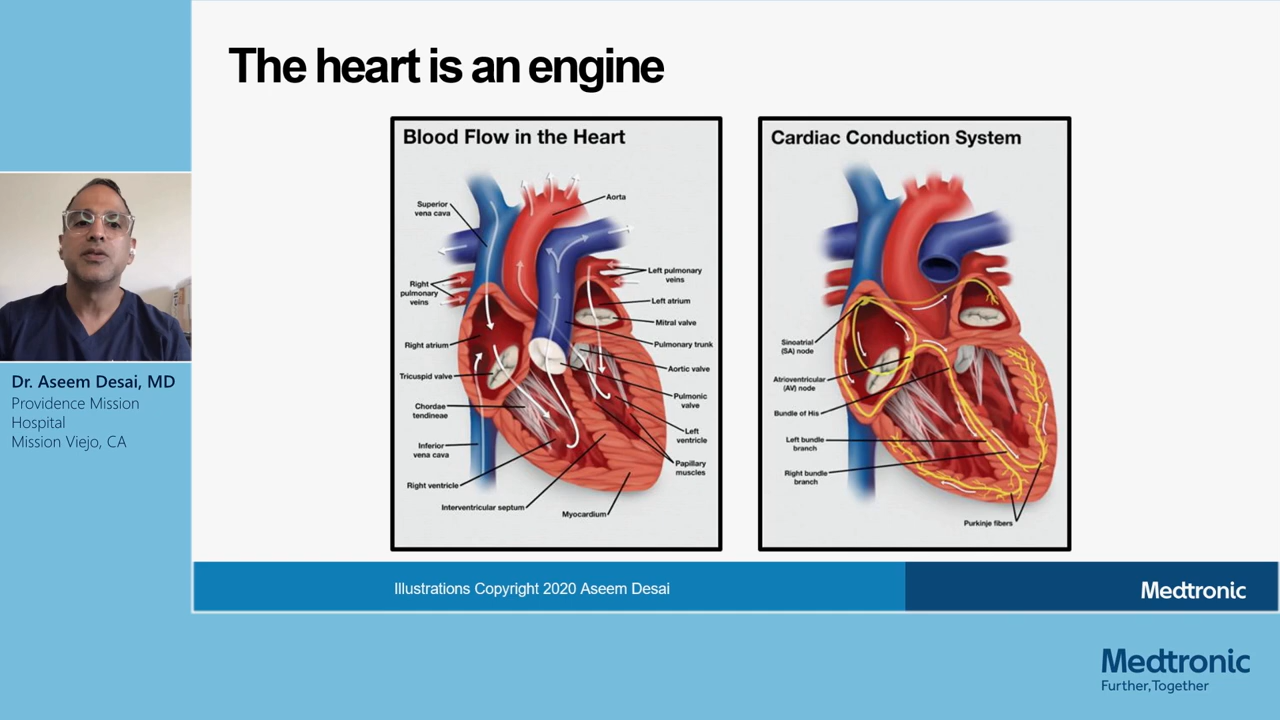 The heart is an engine
Blood Flow in the Heart
Superior
vena cava
Aorta
Right
pulmonary
veins
Left pulmonary
veins
Left atrium
Mitral valve
Right atrium
Pulmonary trunk
Tricuspid valve
Aortic valve
Chordae
tendineae
Pulmonic
valve
Inferior
vena cava
Left
ventricle
Papillary
muscles
Right ventricle
Interventricular septum
Myocardium
Cardiac Conduction System
Sinoatrial
(SA) node
Atrioventricular
(AV) node
Bundle of His
Left bundle
branch
Right bundle
branch
Purkinje fibers
Dr. Aseem Desai, MD
Providence Mission
Hospital
Mission Viejo, CA
Illustrations Copyright 2020 Aseem Desai
Medtronic
Medtronic
Further,Together